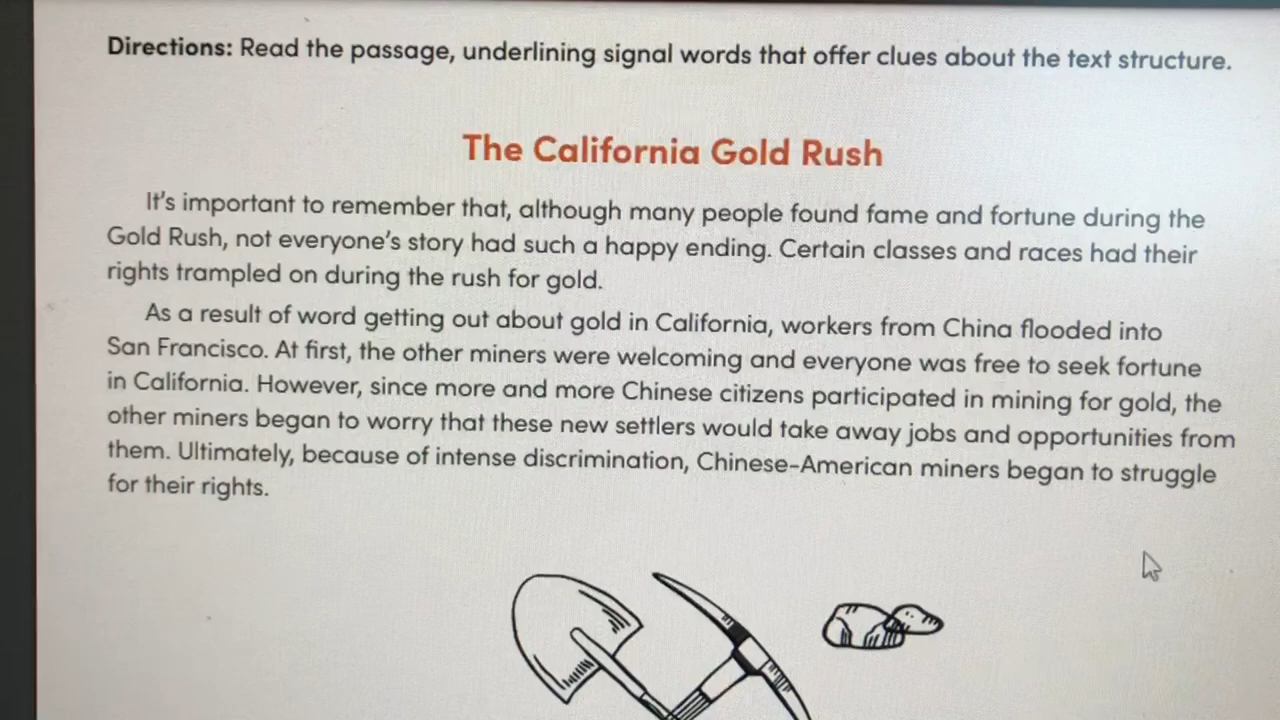 Directions: Read the passage, underlining signal words that offer clues about the text structure.
The California Gold Rush
It's important to remember that, although many people found fame and fortune during the
Gold Rush, not everyone's story had such a happy ending. Certain classes and races had their
rights trampled on during the rush for gold.
As a result of word getting out about gold in California, workers from China flooded into
San Francisco. At first, the other miners were welcoming and everyone was free to seek fortune
in California. However, since more and more Chinese citizens participated in mining for gold, the
other miners began to worry that these new settlers would take away jobs and opportunities from
them. Ultimately, because of intense discrimination, Chinese-American miners began to struggle
for their rights.